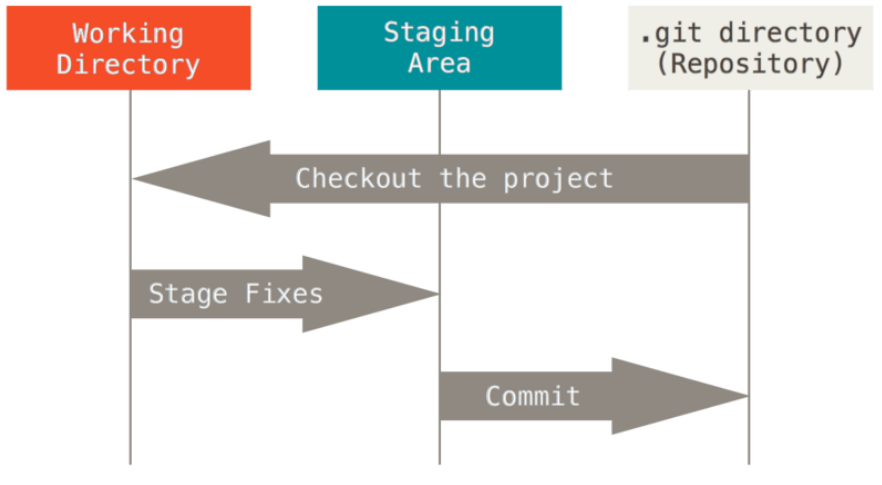 Working
Directory
Staging
Area
.git directory
(Repository)
Checkout the project
Stage Fixes
Commit